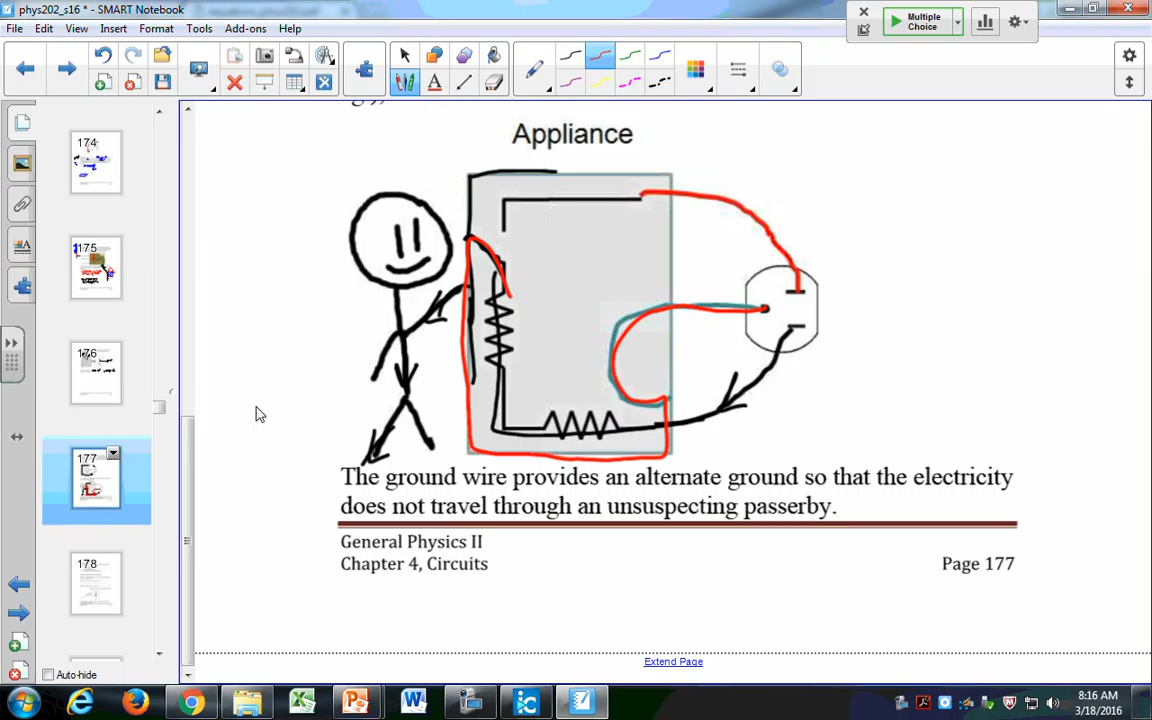 phys202_s16 * - SMART Notebook
File Edit View Insert Format Tools Add-ons Help
Multiple
Choice
A
174
175
176
177
178
Auto-hide
Appliance
The ground wire provides an alternate ground so that the electricity
does not travel through an unsuspecting passerby.
General Physics II
Chapter 4, Circuits Page 177
Extend Page
8:16 AM
3/18/2016